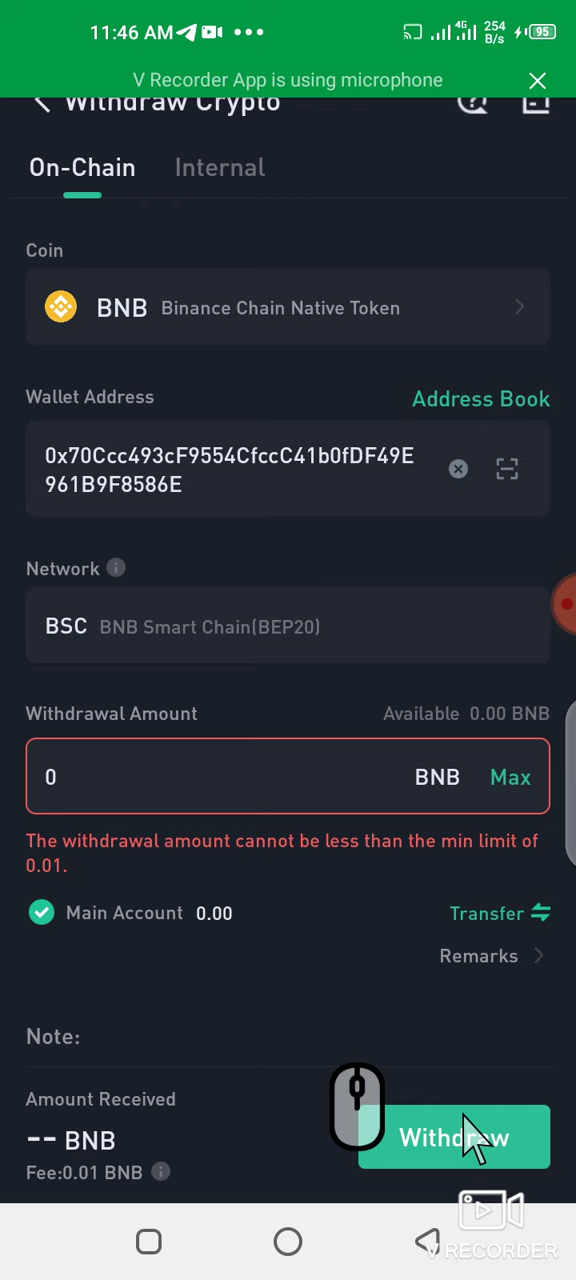 11:46 AM
4G
254
B/s
95
V Recorder App is using microphone
Withdraw Crypto
On-Chain Internal
Coin
BNB Binance Chain Native Token
Wallet Address Address Book
0x70Ccc493cF9554CfccC41b0fDF49E
961B9F8586E
Network
BSC BNB Smart Chain(BEP20)
Withdrawal Amount Available 0.00 BNB
0 BNB Max
The withdrawal amount cannot be less than the min limit of
0.01.
Main Account 0.00 Transfer
Remarks
Note:
Amount Received
-- BNB
Withdraw
Fee:0.01 BNB
V RECORDER